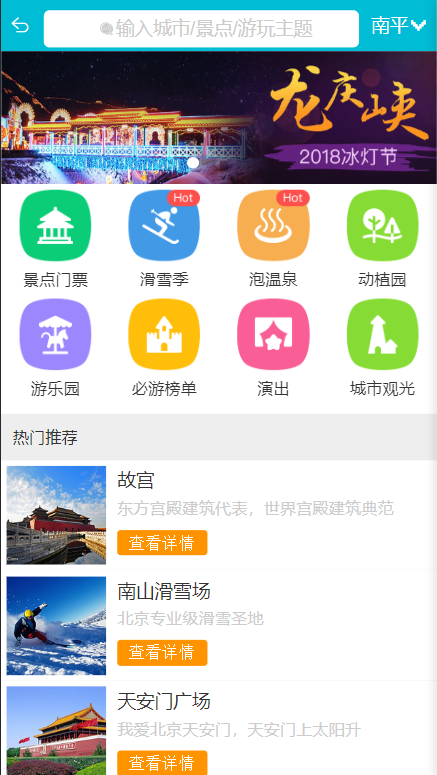 输入城市/景点/游玩主题
南平
龙庆峡
2018冰灯节
Hot
Hot
景点门票
滑雪季
泡温泉
动植园
游乐园
必游榜单
演出
城市观光
热门推荐
故宫
东方宫殿建筑代表，世界宫殿建筑典范
查看详情
南山滑雪场
北京专业级滑雪圣地
查看详情
天安门广场
我爱北京天安门，天安门上太阳升
查看详情